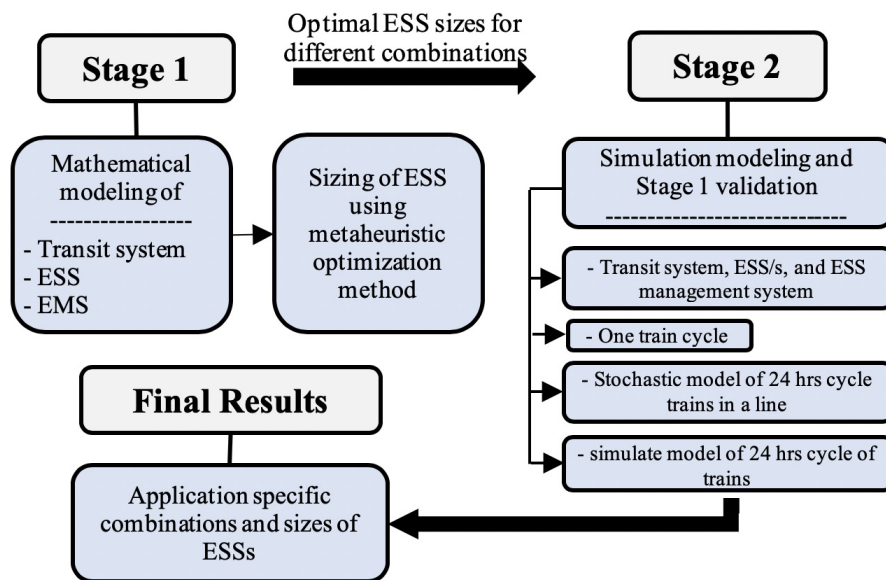 Stage 1
Mathematical
modeling of
-----------------
- Transit system
- ESS
- EMS
Sizing of ESS
using
metaheuristic
optimization
method
Optimal ESS sizes for
different combinations
Stage 2
Simulation modeling and
Stage 1 validation
-----------------------------
- Transit system, ESS/s, and ESS
management system
- One train cycle
- Stochastic model of 24 hrs cycle
trains in a line
- simulate model of 24 hrs cycle of
trains
Final Results
Application specific
combinations and sizes of
ESSs